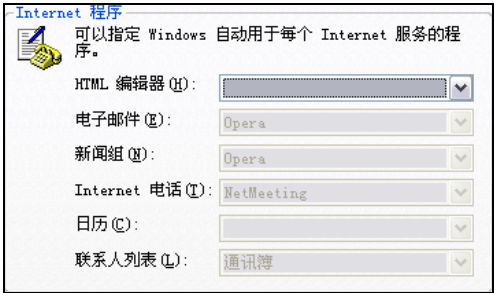 Internet 程序
可以指定 Windows 自动用于每个 Internet 服务的程
序。
HTML 编辑器(H):
电子邮件(E): Opera
新闻组(N): Opera
Internet 电话(T): NetMeeting
日历(C):
联系人列表(L): 通讯簿